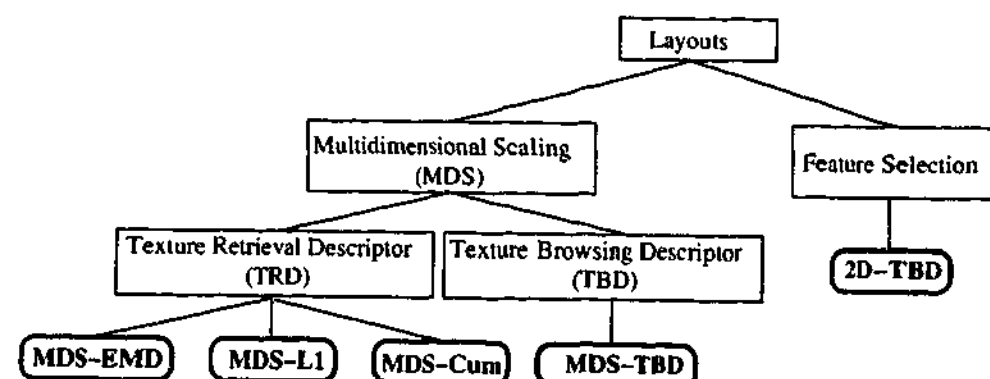 Layouts
Multidimensional Scaling
(MDS)
Feature Selection
Texture Retrieval Descriptor
(TRD)
Texture Browsing Descriptor
(TBD)
2D-TBD
MDS-EMD
MDS-L1
MDS-Cum
MDS-TBD